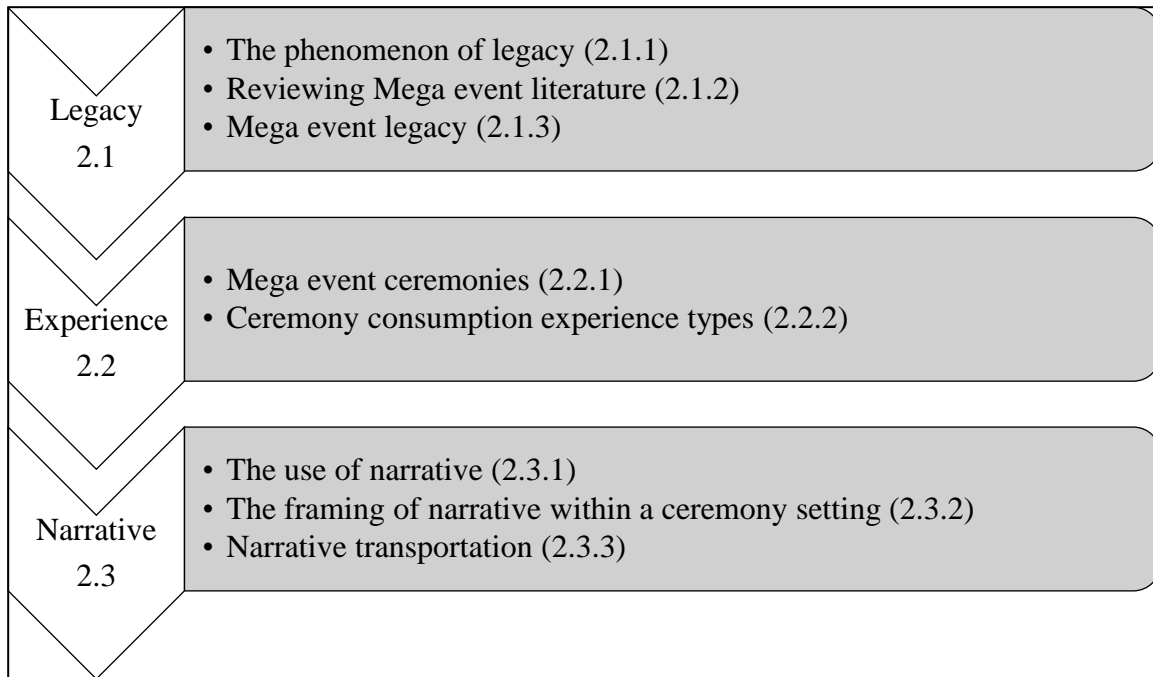 Legacy
2.1
• The phenomenon of legacy (2.1.1)
• Reviewing Mega event literature (2.1.2)
• Mega event legacy (2.1.3)
Experience
2.2
• Mega event ceremonies (2.2.1)
• Ceremony consumption experience types (2.2.2)
Narrative
2.3
• The use of narrative (2.3.1)
• The framing of narrative within a ceremony setting (2.3.2)
• Narrative transportation (2.3.3)